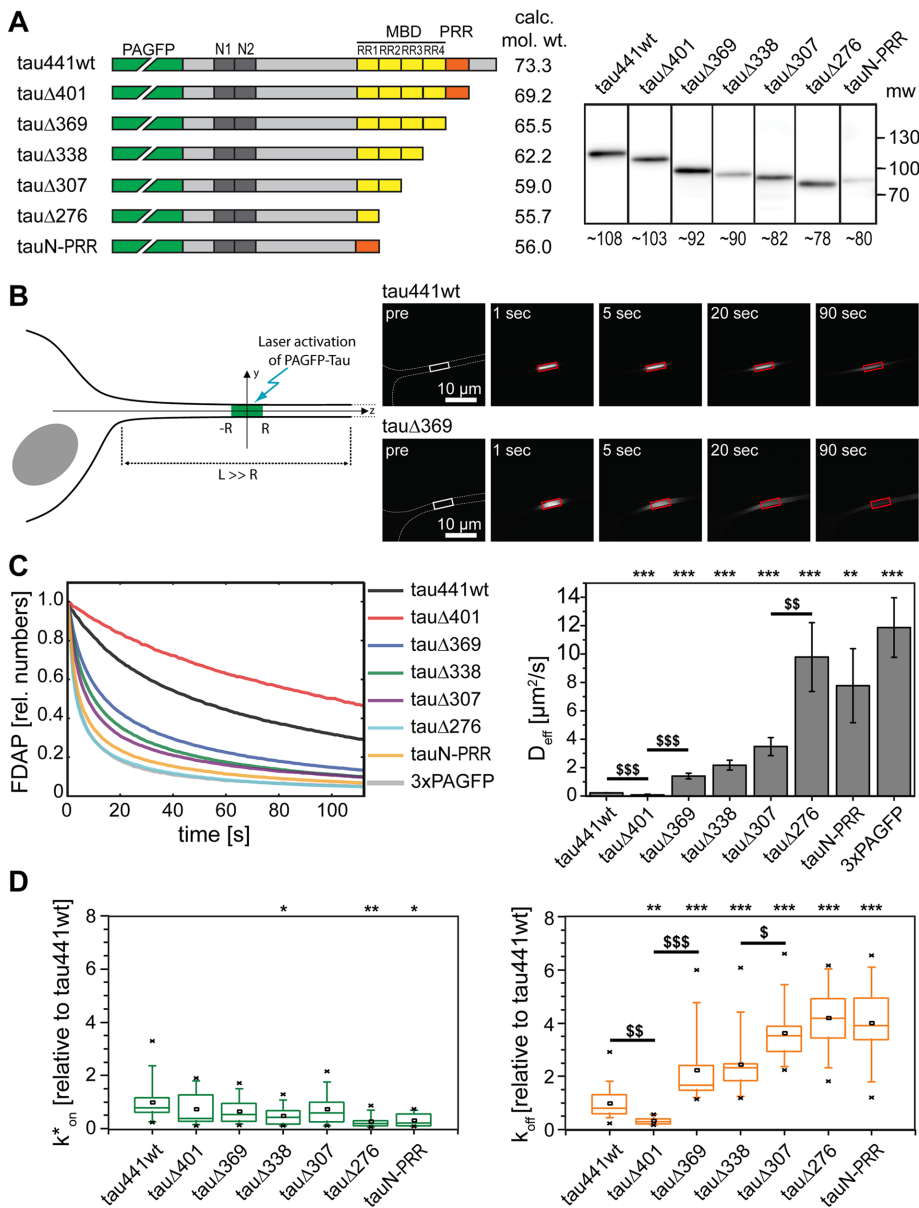 A
PAGFP N1 N2 MBD PRR calc. mol. wt.
RR1 RR2 RR3 RR4
tau441wt 73.3
tauΔ401 69.2
tauΔ369 65.5
tauΔ338 62.2
tauΔ307 59.0
tauΔ276 55.7
tauN-PRR 56.0
tau441wt tauΔ401 tauΔ369 tauΔ338 tauΔ307 tauΔ276 tauN-PRR mw
130
100
70
~108 ~103 ~92 ~90 ~82 ~78 ~80
B
Laser activation
of PAGFP-Tau
y
z
-R R
L >> R
tau441wt
pre 1 sec 5 sec 20 sec 90 sec
10 µm
tauΔ369
pre 1 sec 5 sec 20 sec 90 sec
10 µm
C
FDAP [rel. numbers]
1.0
0.8
0.6
0.4
0.2
0
0 20 40 60 80 100
time [s]
tau441wt
tauΔ401
tauΔ369
tauΔ338
tauΔ307
tauΔ276
tauN-PRR
3xPAGFP
*** *** *** *** *** ** ***
Deff [µm²/s]
14
12
10
8
6
4
2
0
$$$ $$$ $$
tau441wt tauΔ401 tauΔ369 tauΔ338 tauΔ307 tauΔ276 tauN-PRR 3xPAGFP
D
k*on [relative to tau441wt]
8
6
4
2
0
* ** *
tau441wt tauΔ401 tauΔ369 tauΔ338 tauΔ307 tauΔ276 tauN-PRR
koff [relative to tau441wt]
8
6
4
2
0
** *** *** *** *** ***
$$ $$$ $
tau441wt tauΔ401 tauΔ369 tauΔ338 tauΔ307 tauΔ276 tauN-PRR